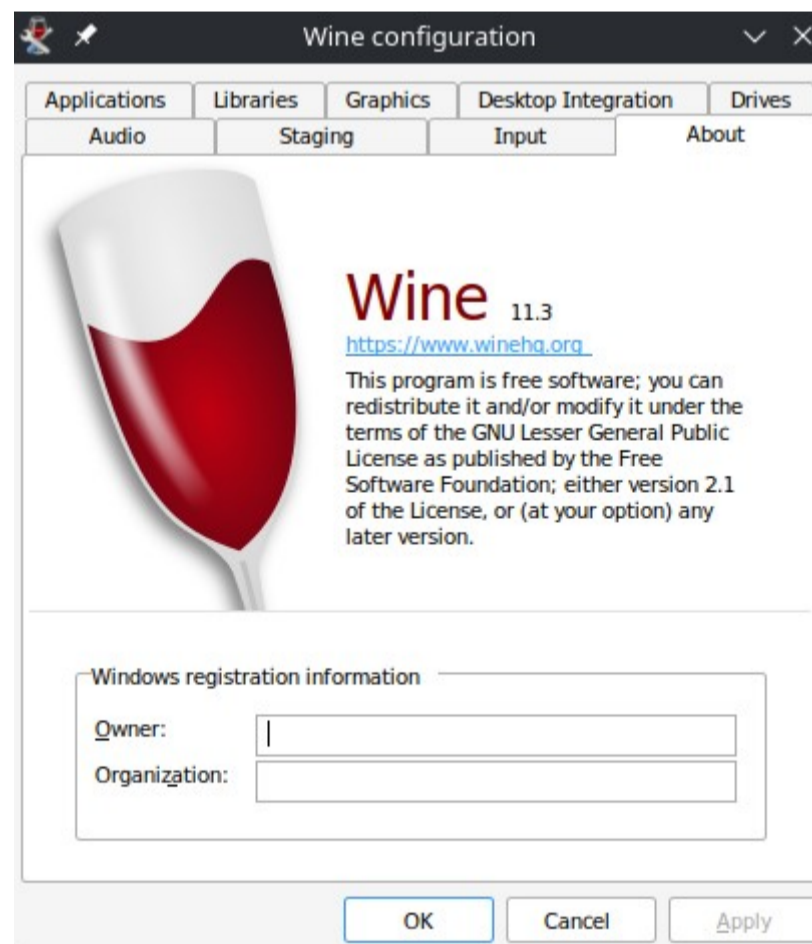 Wine configuration
Applications Libraries Graphics Desktop Integration Drives
Audio Staging Input About
Wine 11.3
https://www.winehq.org
This program is free software; you can
redistribute it and/or modify it under the
terms of the GNU Lesser General Public
License as published by the Free
Software Foundation; either version 2.1
of the License, or (at your option) any
later version.
Windows registration information
Owner:
Organization:
OK Cancel Apply